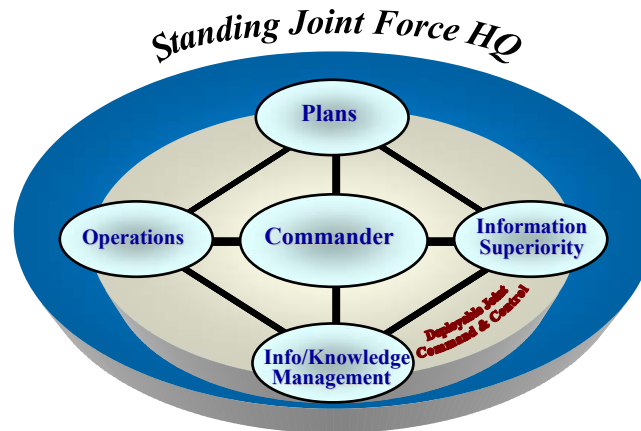 Standing Joint Force HQ
Plans
Operations
Commander
Information
Superiority
Deployable Joint
Command & Control
Info/Knowledge
Management